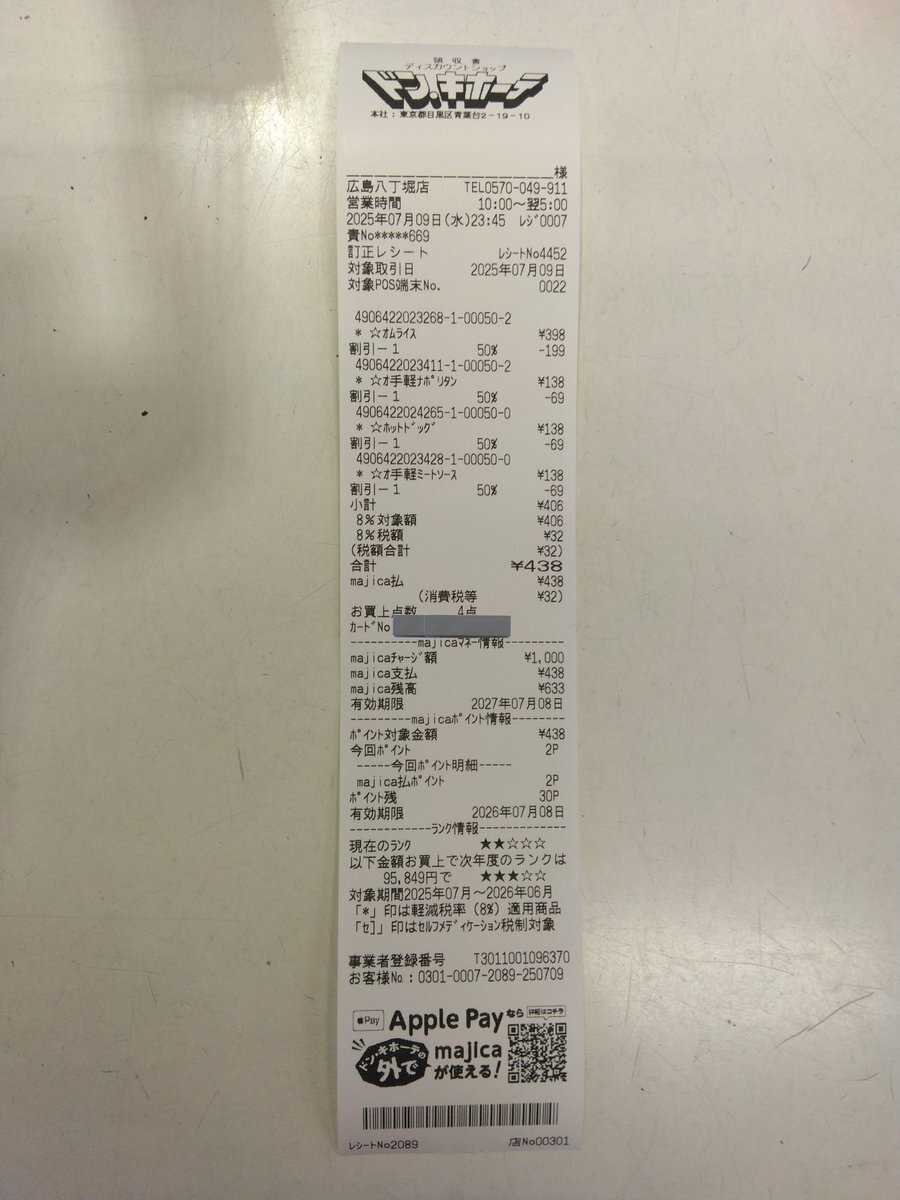 領収書
ディスカウントショップ
ドン.キホーテ
本社：東京都目黒区青葉台2-19-10
様
広島八丁堀店 TEL0570-049-911
営業時間 10:00～翌5:00
2025年07月09日(水)23:45 ﾚｼﾞ0007
責No*****669
訂正レシート ﾚｼｰﾄNo4452
対象取引日 2025年07月09日
対象POS端末No. 0022
4906422023268-1-00050-2
* ☆ｵﾑﾗｲｽ ¥398
割引－1 50% -199
4906422023411-1-00050-2
* ☆ｵ手軽ﾅﾎﾟﾘﾀﾝ ¥138
割引－1 50% -69
4906422024265-1-00050-0
* ☆ﾎｯﾄﾄﾞｯｸﾞ ¥138
割引－1 50% -69
4906422023428-1-00050-0
* ☆ｵ手軽ﾐｰﾄｿｰｽ ¥138
割引－1 50% -69
小計 ¥406
8%対象額 ¥406
8%税額 ¥32
(税額合計 ¥32)
合計 ¥438
majica払 ¥438
(消費税等 ¥32)
お買上点数 4点
ｶｰﾄﾞNo
----------majicaﾏﾈｰ情報---------
majicaﾁｬｰｼﾞ額 ¥1,000
majica支払 ¥438
majica残高 ¥633
有効期限 2027年07月08日
---------majicaﾎﾟｲﾝﾄ情報--------
ﾎﾟｲﾝﾄ対象金額 ¥438
今回ﾎﾟｲﾝﾄ 2P
-----今回ﾎﾟｲﾝﾄ明細-----
majica払ﾎﾟｲﾝﾄ 2P
ﾎﾟｲﾝﾄ残 30P
有効期限 2026年07月08日
------------ﾗﾝｸ情報-------------
現在のﾗﾝｸ ★★☆☆☆
以下金額お買上で次年度のランクは
95,849円で ★★★☆☆
対象期間2025年07月～2026年06月
「*」印は軽減税率（8%）適用商品
「ｾ]」印はｾﾙﾌﾒﾃﾞｨｹｰｼｮﾝ税制対象
事業者登録番号 T3011001096370
お客様No.：0301-0007-2089-250709
Pay Apple Payなら 詳細はコチラ
ドン・キホーテの外で majicaが使える！
ﾚｼｰﾄNo2089 店No00301